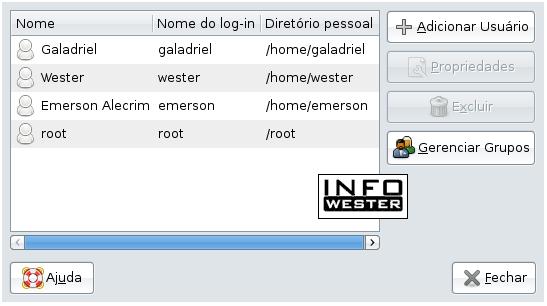 Nome Nome do log-in Diretório pessoal
Galadriel galadriel /home/galadriel
Wester wester /home/wester
Emerson Alecrim emerson /home/emerson
root root /root
Adicionar Usuário
Propriedades
Excluir
Gerenciar Grupos
INFO
WESTER
Ajuda
Fechar